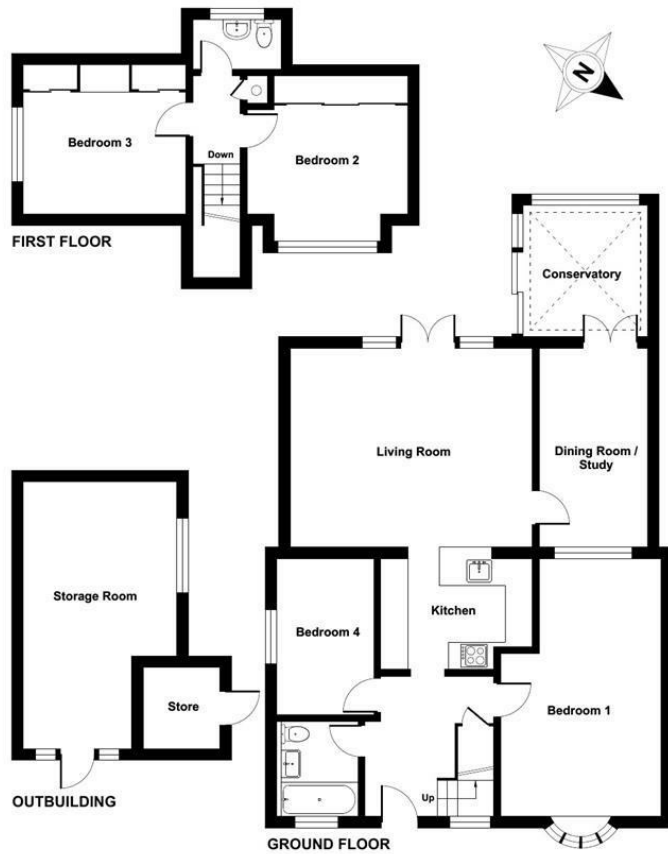 N
Bedroom 3
Down
Bedroom 2
FIRST FLOOR
Conservatory
Living Room
Dining Room /
Study
Storage Room
Kitchen
Bedroom 4
Store
Bedroom 1
Up
OUTBUILDING
GROUND FLOOR